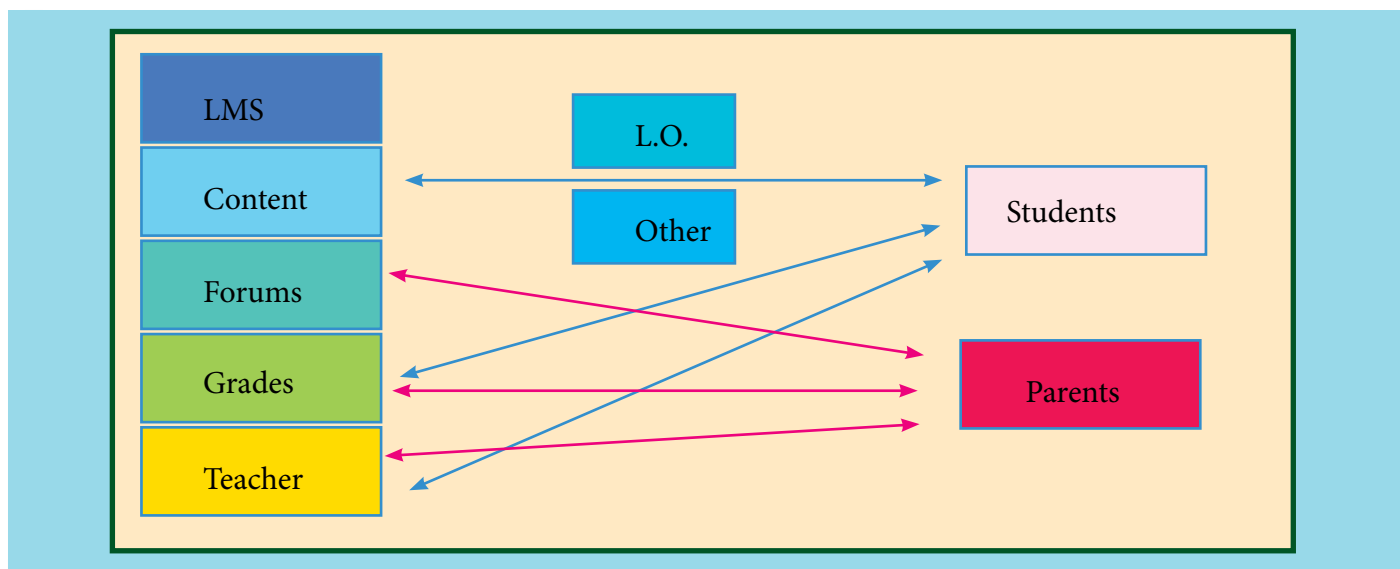 LMS
Content
Forums
Grades
Teacher
L.O.
Other
Students
Parents